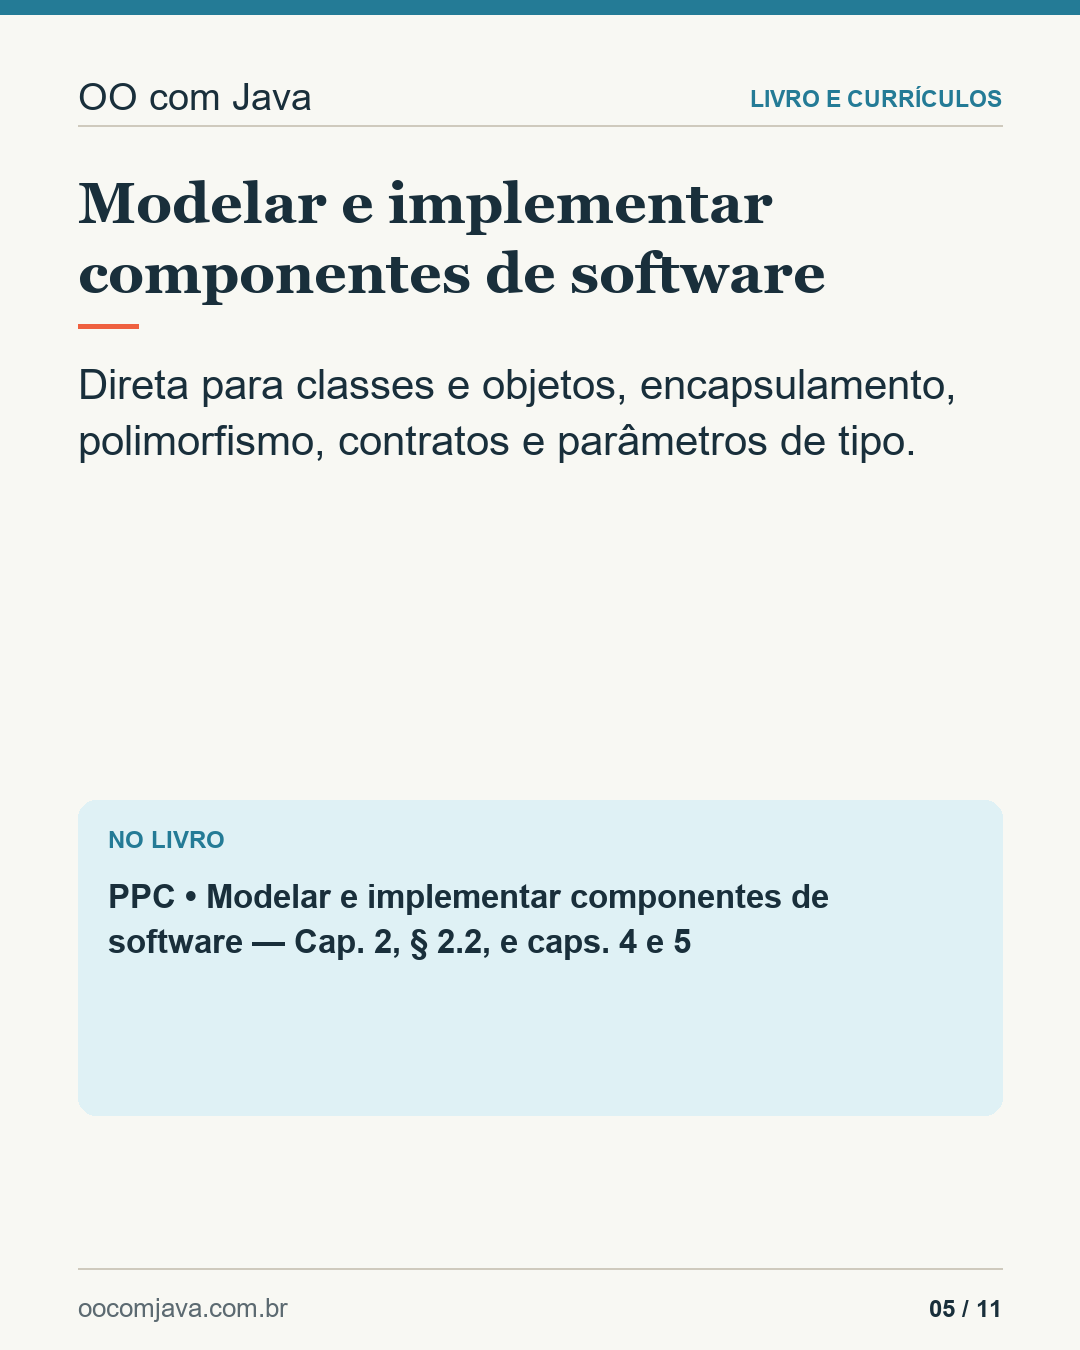 OO com Java
LIVRO E CURRÍCULOS
Modelar e implementar
componentes de software
Direta para classes e objetos, encapsulamento,
polimorfismo, contratos e parâmetros de tipo.
NO LIVRO
PPC • Modelar e implementar componentes de
software — Cap. 2, § 2.2, e caps. 4 e 5
oocomjava.com.br
05 / 11